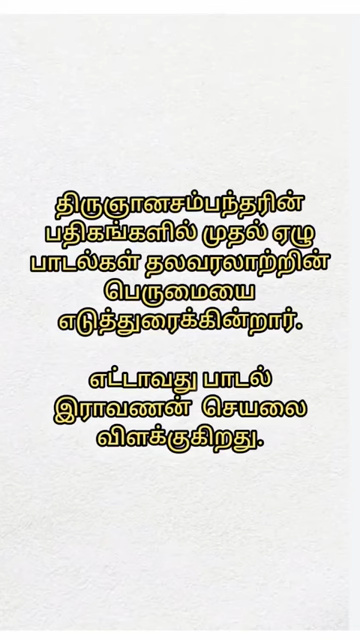 திருஞானசம்பந்தரின்
பதிகங்களில் முதல் ஏழு
பாடல்கள் தலவரலாற்றின்
பெருமையை
எடுத்துரைக்கின்றார்.
எட்டாவது பாடல்
இராவணன் செயலை
விளக்குகிறது.